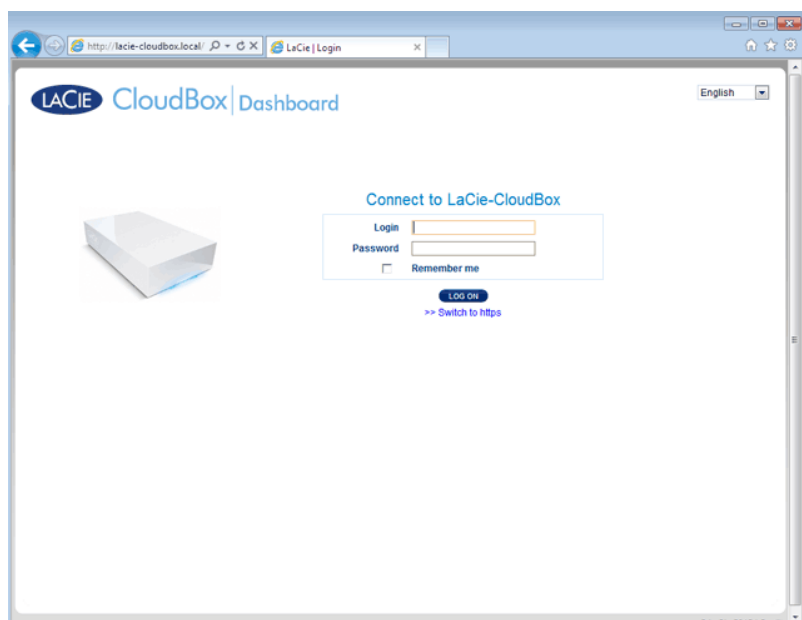 http://lacie-cloudbox.local/
LaCie | Login
LACIE CloudBox Dashboard
English
Connect to LaCie-CloudBox
Login
Password
Remember me
LOG ON
>> Switch to https